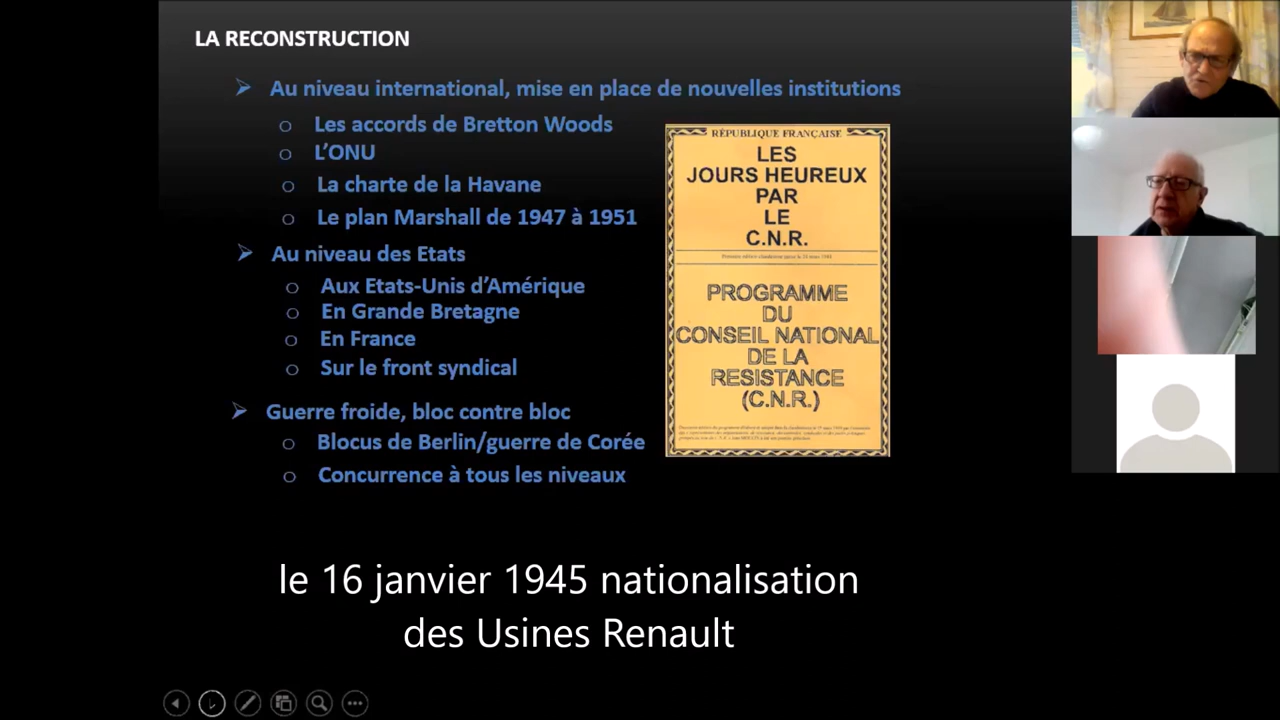 LA RECONSTRUCTION
Au niveau international, mise en place de nouvelles institutions
Les accords de Bretton Woods
L'ONU
La charte de la Havane
Le plan Marshall de 1947 à 1951
Au niveau des Etats
Aux Etats-Unis d'Amérique
En Grande Bretagne
En France
Sur le front syndical
Guerre froide, bloc contre bloc
Blocus de Berlin/guerre de Corée
Concurrence à tous les niveaux
RÉPUBLIQUE FRANÇAISE
LES
JOURS HEUREUX
PAR
LE
C.N.R.
PROGRAMME
DU
CONSEIL NATIONAL
DE LA
RESISTANCE
(C.N.R.)
le 16 janvier 1945 nationalisation
des Usines Renault